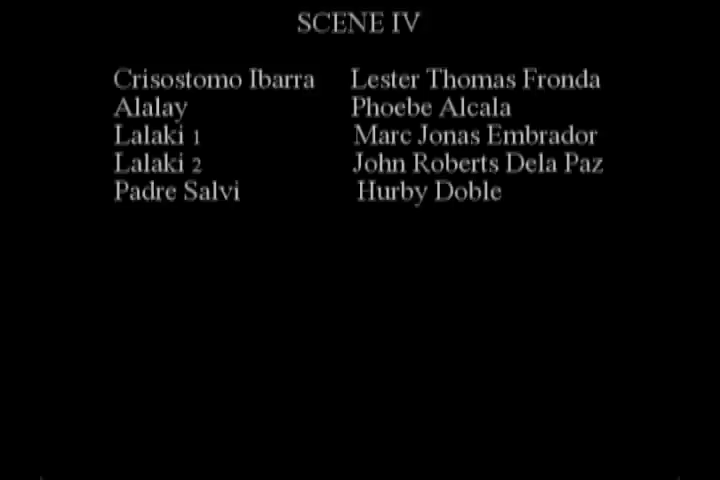 SCENE IV
Crisostomo Ibarra Lester Thomas Fronda
Alalay Phoebe Alcala
Lalaki 1 Marc Jonas Embrador
Lalaki 2 John Roberts Dela Paz
Padre Salvi Hurby Doble